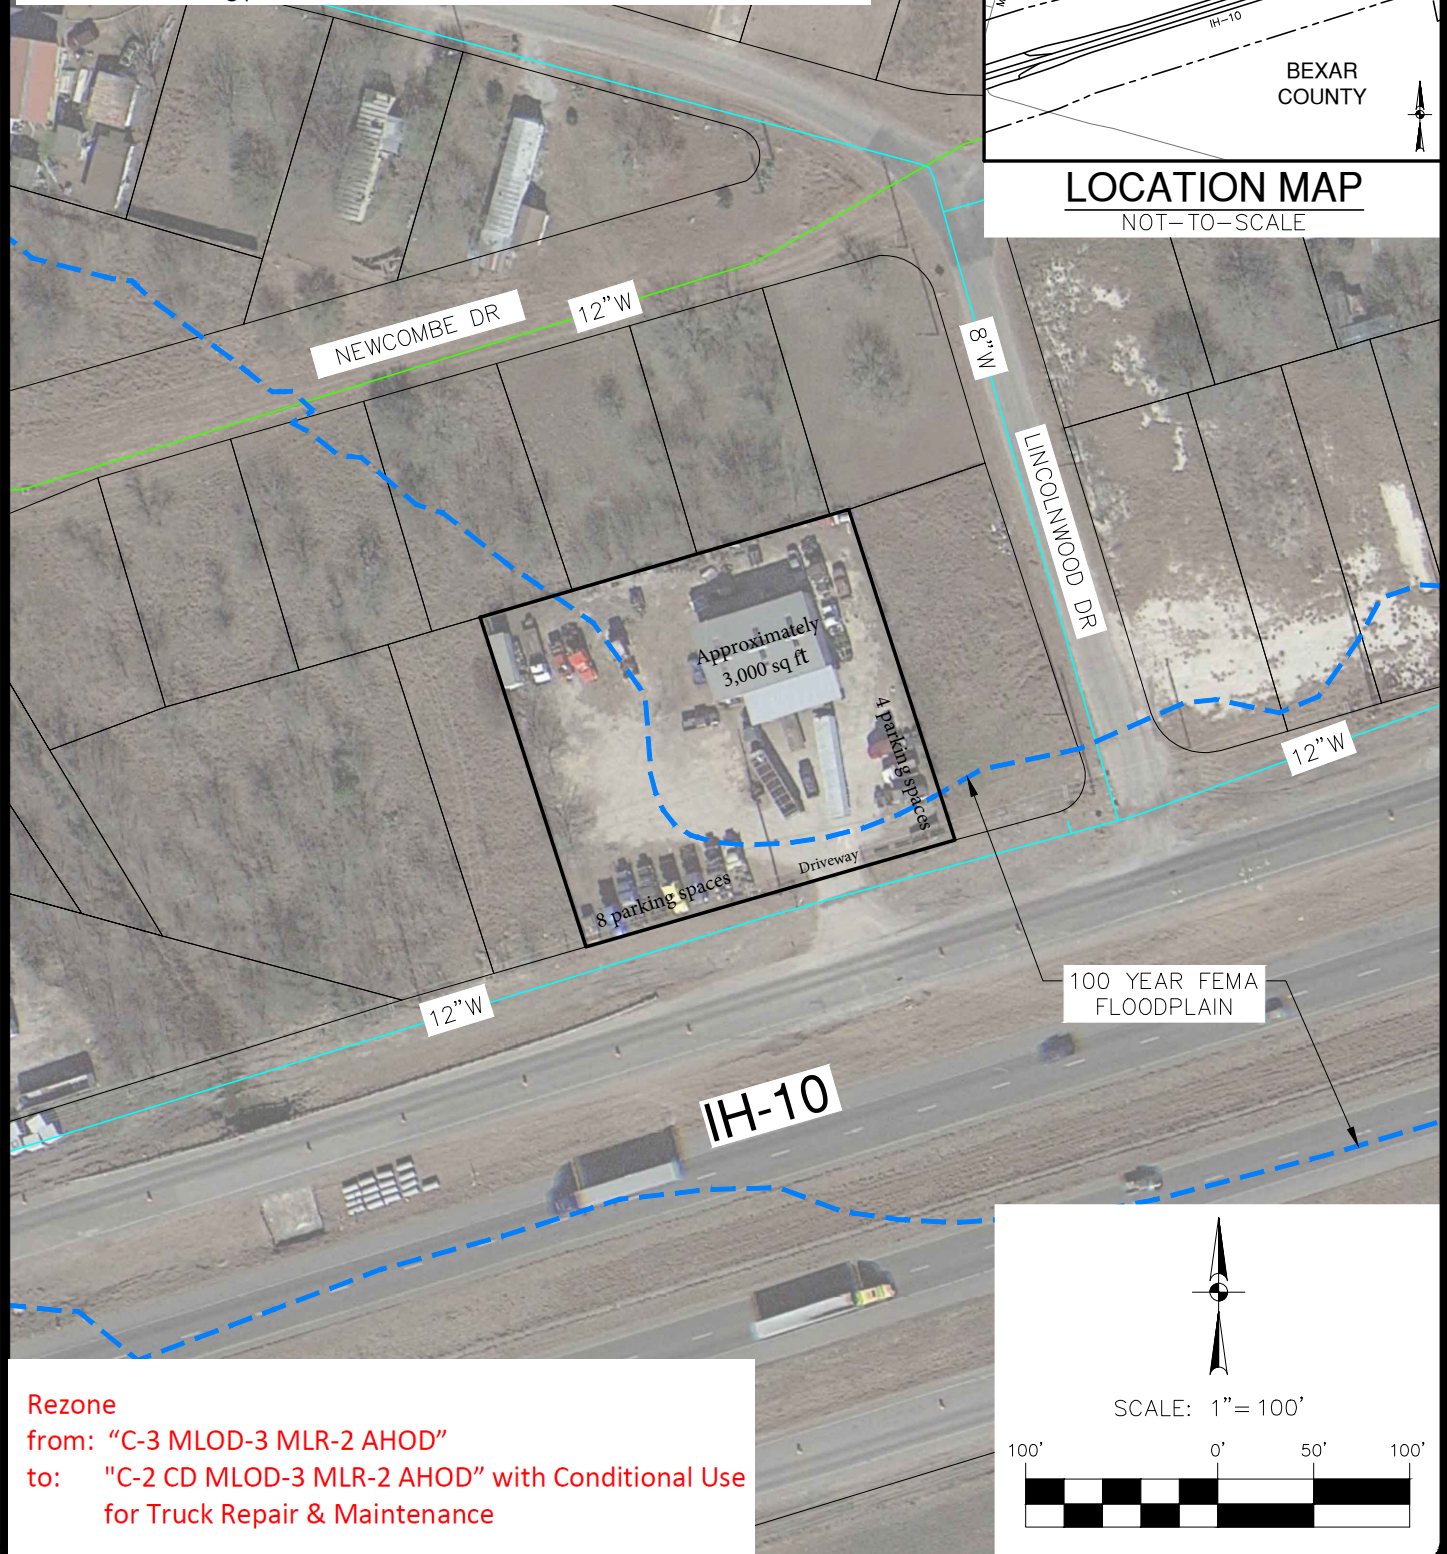 IH-10
BEXAR
COUNTY
LOCATION MAP
NOT-TO-SCALE
NEWCOMBE DR
12"W
8"W
LINCOLNWOOD DR
Approximately
3,000 sq ft
4 parking spaces
12"W
Driveway
8 parking spaces
12"W
100 YEAR FEMA
FLOODPLAIN
IH-10
SCALE: 1"= 100'
100' 0' 50' 100'
Rezone
from: “C-3 MLOD-3 MLR-2 AHOD”
to: "C-2 CD MLOD-3 MLR-2 AHOD” with Conditional Use
for Truck Repair & Maintenance